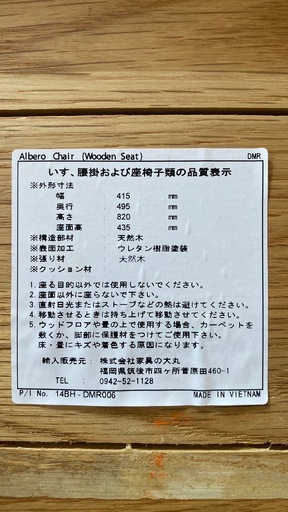 Albero Chair (Wooden Seat) DMR
いす、腰掛および座椅子類の品質表示
※外形寸法
幅 : 415 mm
奥行 : 495 mm
高さ : 820 mm
座面高 : 435 mm
※構造部材 : 天然木
※表面加工 : ウレタン樹脂塗装
※張り材 : 天然木
※クッション材 :
1. 座る目的以外では使用しないでください。
2. 座面以外に座らないで下さい。
3. 直射日光またはストーブなどの熱は避けてください。
4. 移動させるときは持ち上げて移動させてください。
5. ウッドフロアや畳の上で使用する場合、カーペットを
敷くか、脚部に保護材をつけてご使用下さい。
床・畳にキズや着色する原因になります。
輸入販売元: 株式会社家具の大丸
福岡県筑後市四ヶ所菅原田460-1
TEL : 0942-52-1128
P/I No. 14BH-DMR006 MADE IN VIETNAM